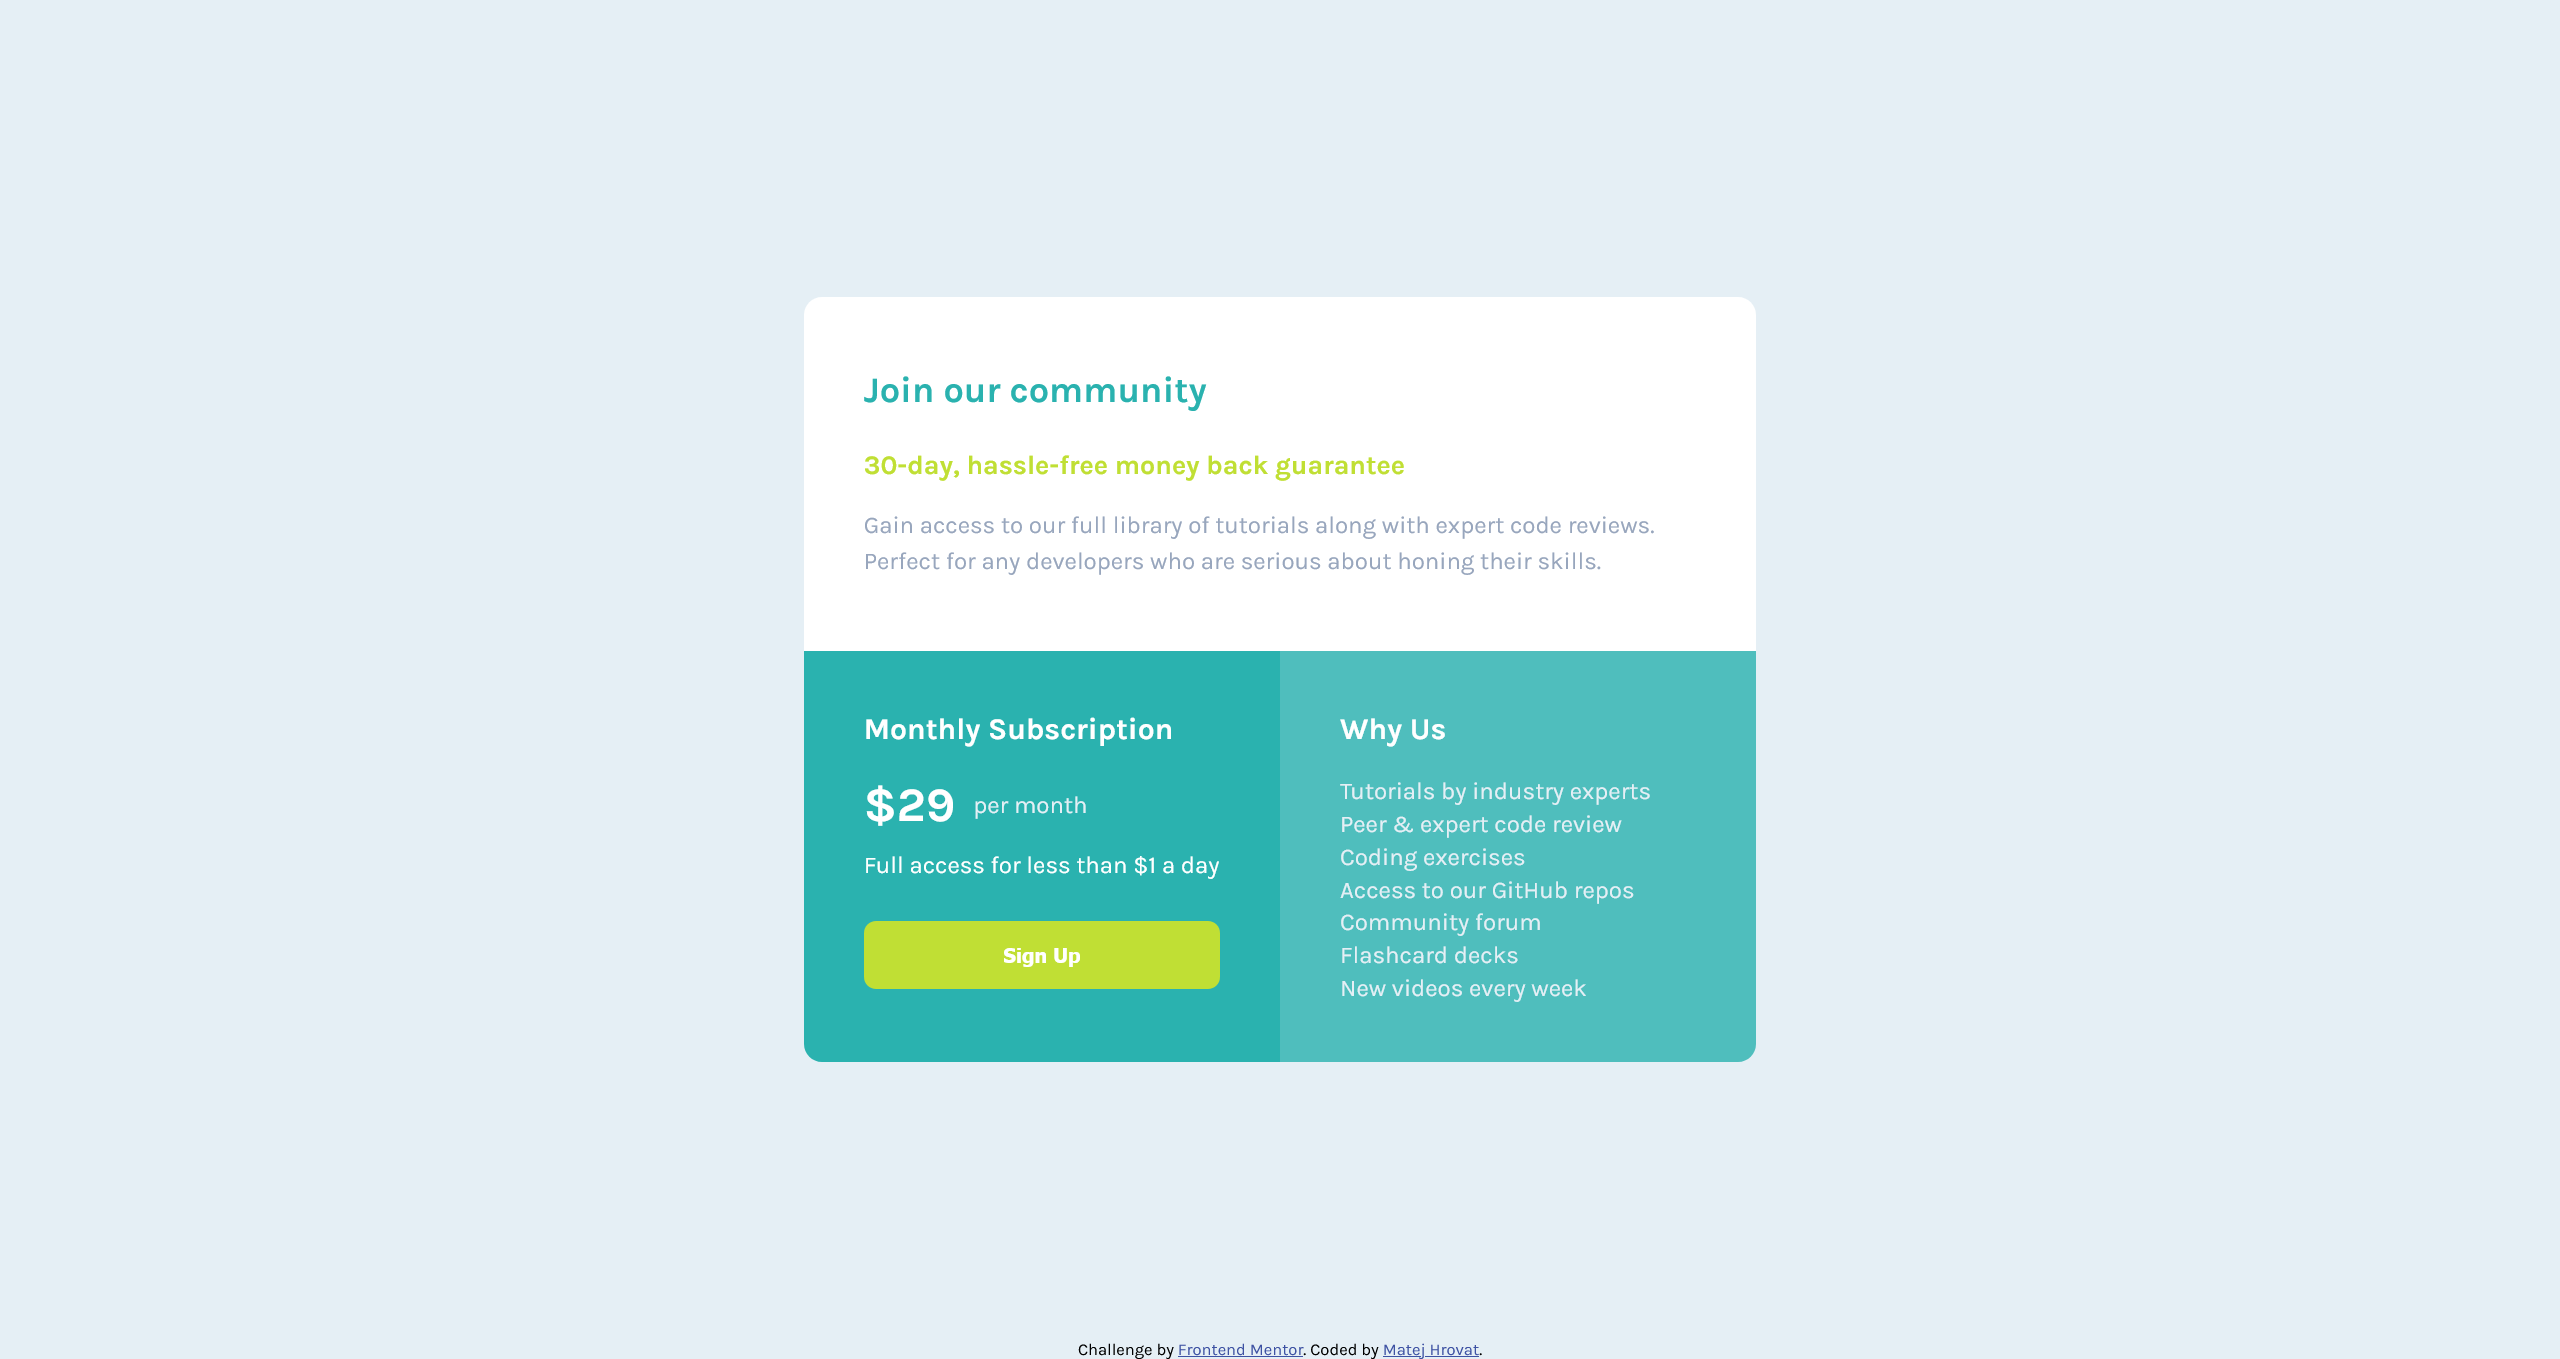 Join our community
30-day, hassle-free money back guarantee
Gain access to our full library of tutorials along with expert code reviews.
Perfect for any developers who are serious about honing their skills.
Monthly Subscription
$29 per month
Full access for less than $1 a day
Sign Up
Why Us
Tutorials by industry experts
Peer & expert code review
Coding exercises
Access to our GitHub repos
Community forum
Flashcard decks
New videos every week
Challenge by Frontend Mentor. Coded by Matej Hrovat.